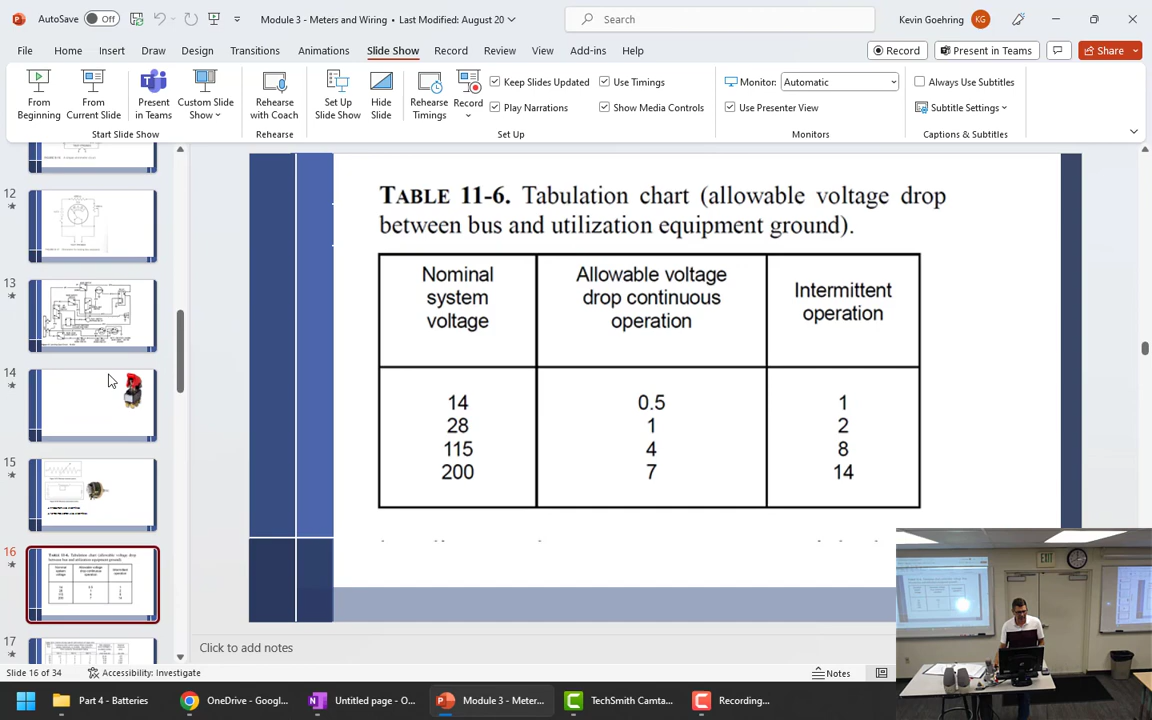 AutoSave Off
Module 3 - Meters and Wiring • Last Modified: August 20
Search
Kevin Goehring
KG
File Home Insert Draw Design Transitions Animations Slide Show Record Review View Add-ins Help
Record
Present in Teams
Share
From Beginning
From Current Slide
Present in Teams
Custom Slide Show
Start Slide Show
Rehearse with Coach
Rehearse
Set Up Slide Show
Hide Slide
Rehearse Timings
Record
Keep Slides Updated
Play Narrations
Use Timings
Show Media Controls
Set Up
Monitor: Automatic
Use Presenter View
Monitors
Always Use Subtitles
Subtitle Settings
Captions & Subtitles
12
13
14
15
16
17
TABLE 11-6. Tabulation chart (allowable voltage drop
between bus and utilization equipment ground).
Nominal system voltage
Allowable voltage drop continuous operation
Intermittent operation
14 0.5 1
28 1 2
115 4 8
200 7 14
EXIT
Click to add notes
Slide 16 of 34
Accessibility: Investigate
Notes
Part 4 - Batteries
OneDrive - Googl...
Untitled page - O...
Module 3 - Meter...
TechSmith Camta...
Recording...